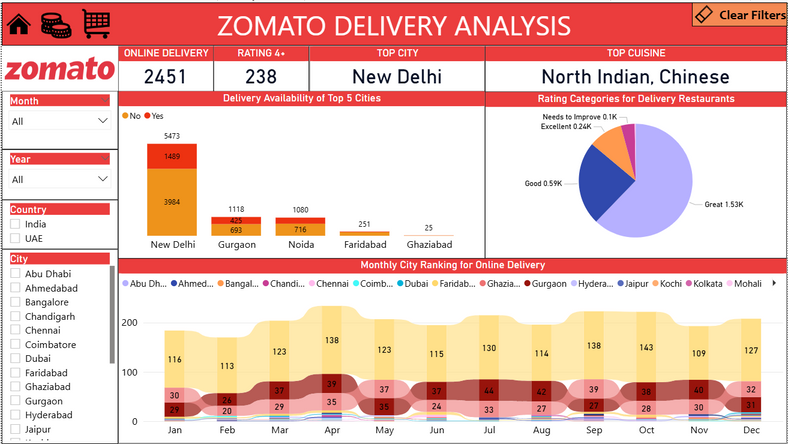 ZOMATO DELIVERY ANALYSIS
Clear Filters
zomato
ONLINE DELIVERY
2451
RATING 4+
238
TOP CITY
New Delhi
TOP CUISINE
North Indian, Chinese
Month
All
Year
All
Country
India
UAE
City
Abu Dhabi
Ahmedabad
Bangalore
Chandigarh
Chennai
Coimbatore
Dubai
Faridabad
Ghaziabad
Gurgaon
Hyderabad
Jaipur
Delivery Availability of Top 5 Cities
No Yes
5473
1489
3984
1118
425
693
1080
716
251
25
New Delhi Gurgaon Noida Faridabad Ghaziabad
Rating Categories for Delivery Restaurants
Needs to Improve 0.1K
Excellent 0.24K
Good 0.59K
Great 1.53K
Monthly City Ranking for Online Delivery
Abu Dh... Ahmed... Bangal... Chandi... Chennai Coimb... Dubai Faridab... Ghazia... Gurgaon Hydera... Jaipur Kochi Kolkata Mohali
200
100
0
116 113 123 138 123 115 130 114 138 143 109 127
30 26 37 39 37 37 44 42 39 38 40 32
29 20 29 35 35 24 33 27 27 28 30 31
Jan Feb Mar Apr May Jun Jul Aug Sep Oct Nov Dec